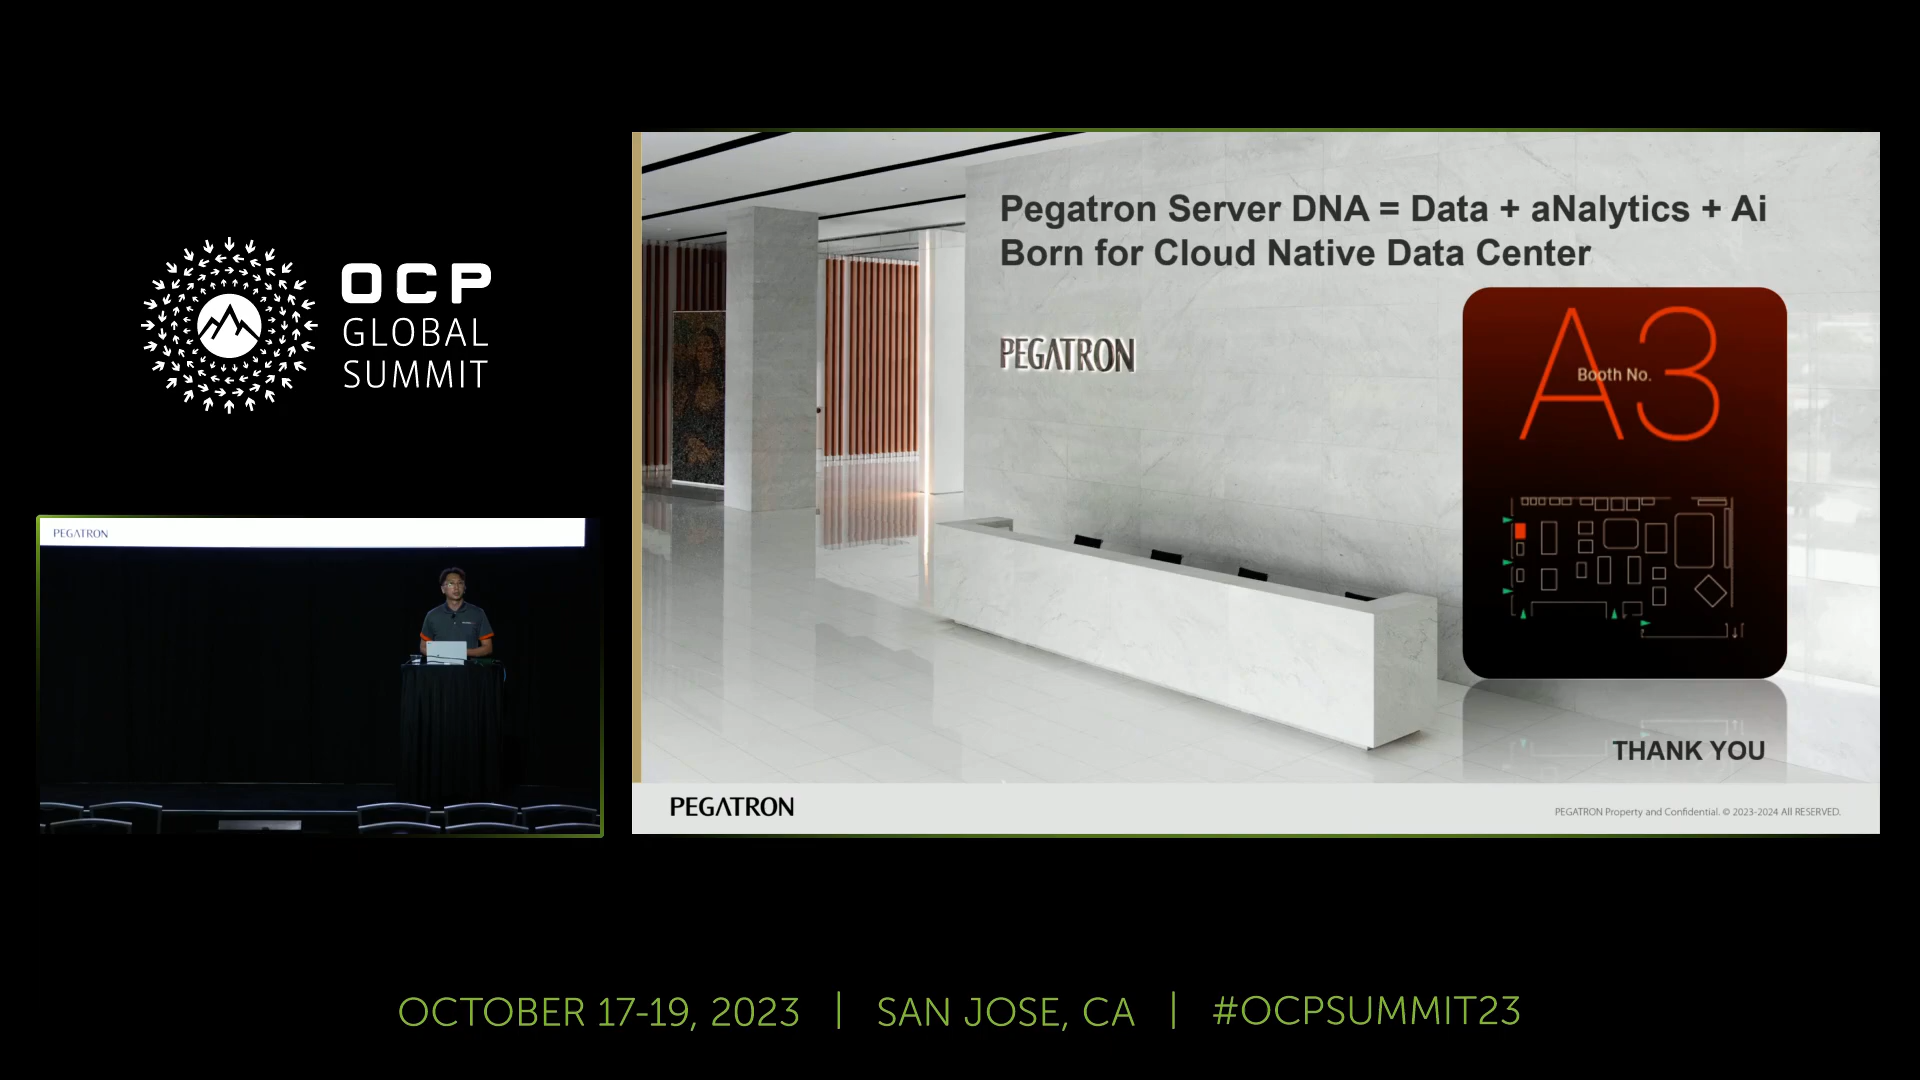 OCP
GLOBAL
SUMMIT
PEGATRON
Pegatron Server DNA = Data + aNalytics + Ai
Born for Cloud Native Data Center
PEGATRON
A3
Booth No.
THANK YOU
PEGATRON
PEGATRON Property and Confidential. © 2023-2024 All RESERVED.
OCTOBER 17-19, 2023 | SAN JOSE, CA | #OCPSUMMIT23